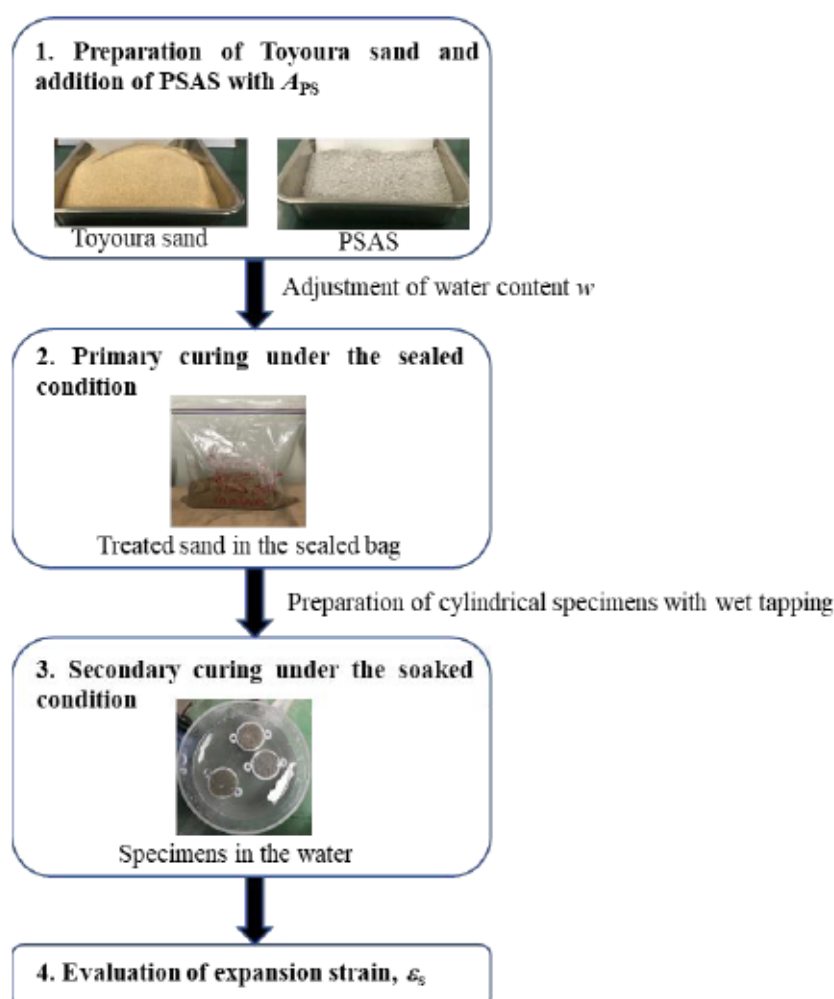 1. Preparation of Toyoura sand and
addition of PSAS with APS
Toyoura sand
PSAS
Adjustment of water content w
2. Primary curing under the sealed
condition
Treated sand in the sealed bag
Preparation of cylindrical specimens with wet tapping
3. Secondary curing under the soaked
condition
Specimens in the water
4. Evaluation of expansion strain, εs